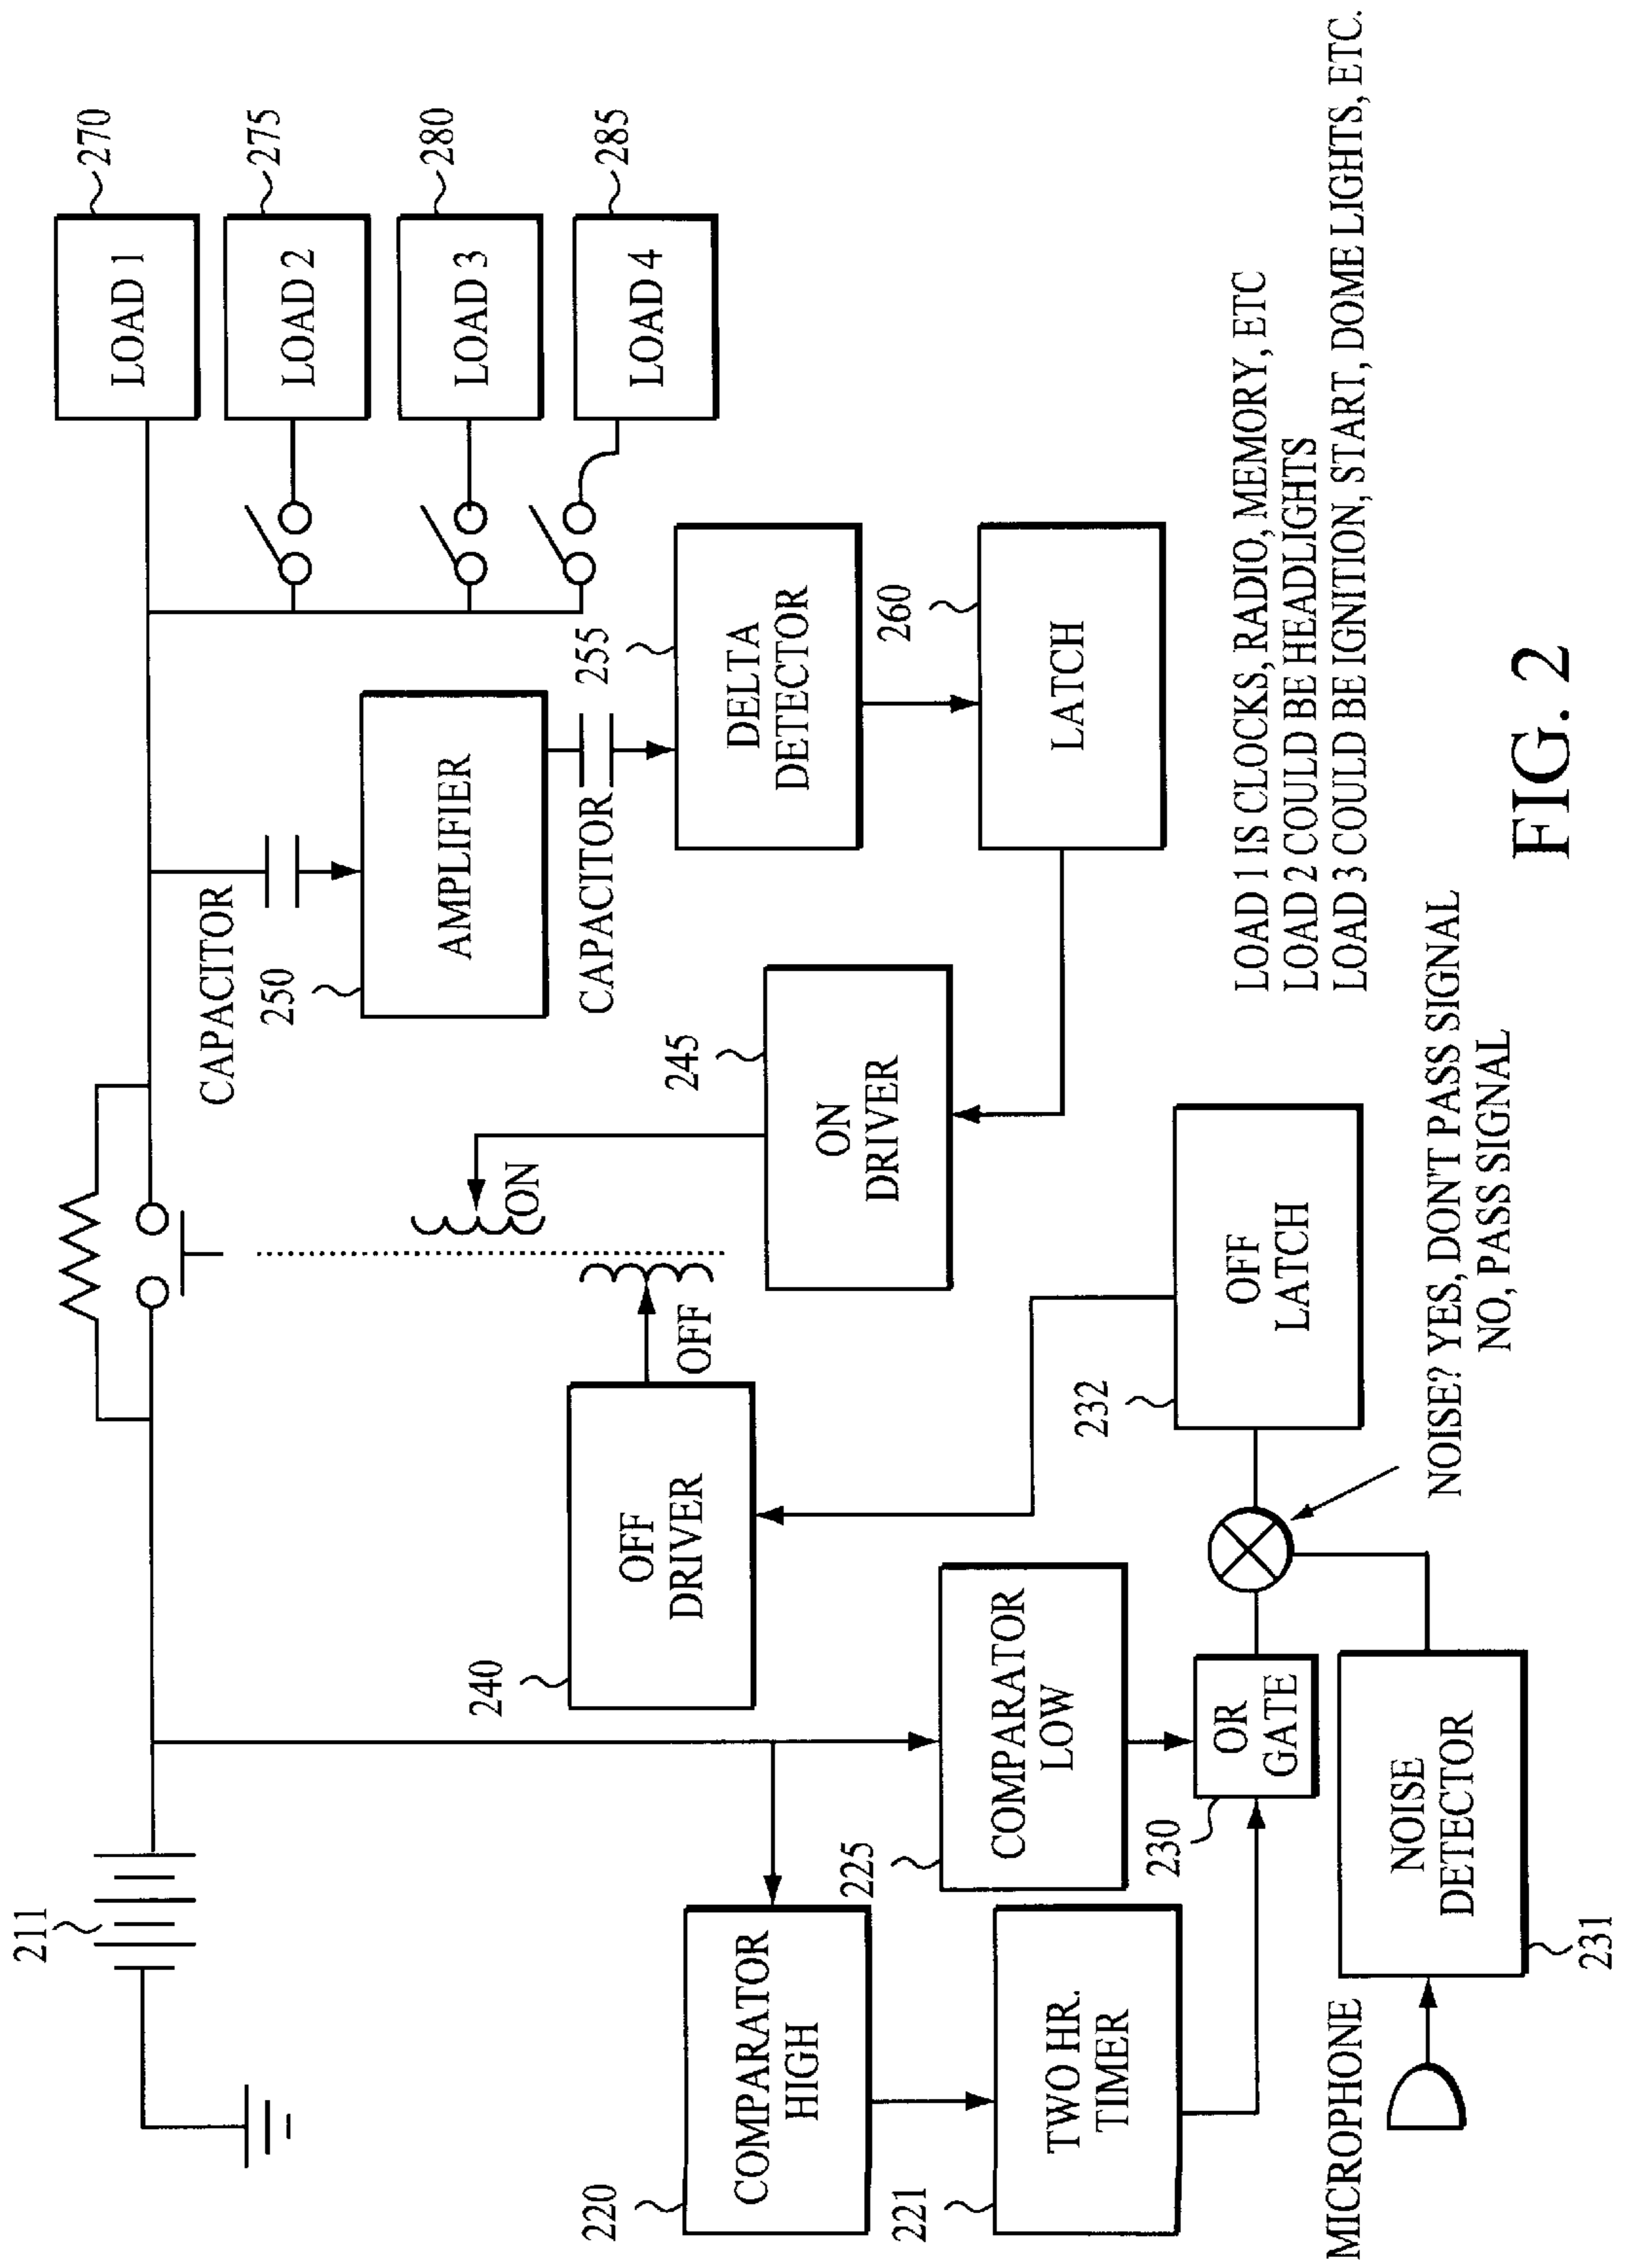 270
LOAD 1
275
LOAD 2
280
LOAD 3
285
LOAD 4
CAPACITOR
250
AMPLIFIER
CAPACITOR
255
DELTA
DETECTOR
260
LATCH
245
ON
DRIVER
ON
OFF
240
OFF
DRIVER
232
OFF
LATCH
211
220
COMPARATOR
HIGH
225
COMPARATOR
LOW
221
TWO HR.
TIMER
230
OR
GATE
MICROPHONE
NOISE
DETECTOR
231
NOISE? YES, DON'T PASS SIGNAL
NO, PASS SIGNAL
LOAD 1 IS CLOCKS, RADIO, MEMORY, ETC
LOAD 2 COULD BE HEADLIGHTS
LOAD 3 COULD BE IGNITION, START, DOME LIGHTS, ETC.
FIG. 2